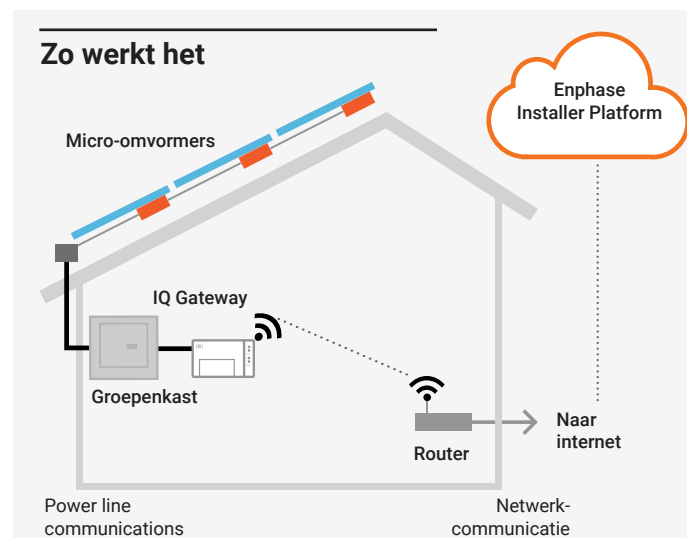 Zo werkt het
Enphase
Installer Platform
Micro-omvormers
IQ Gateway
Groepenkast
Router
Naar
internet
Power line
communications
Netwerk-
communicatie